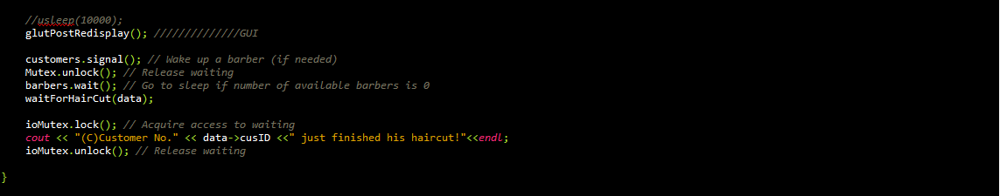 //usleep(10000);
glutPostRedisplay(); //////////////GUI
customers.signal(); // Wake up a barber (if needed)
Mutex.unlock(); // Release waiting
barbers.wait(); // Go to sleep if number of available barbers is 0
waitForHairCut(data);
ioMutex.lock(); // Acquire access to waiting
cout << "(C)Customer No." << data->cusID <<" just finished his haircut!"<<endl;
ioMutex.unlock(); // Release waiting
}